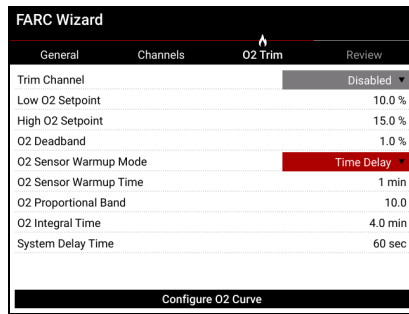 FARC Wizard
General Channels O2 Trim Review
Trim Channel Disabled
Low O2 Setpoint 10.0 %
High O2 Setpoint 15.0 %
O2 Deadband 1.0 %
O2 Sensor Warmup Mode Time Delay
O2 Sensor Warmup Time 1 min
O2 Proportional Band 10.0
O2 Integral Time 4.0 min
System Delay Time 60 sec
Configure O2 Curve